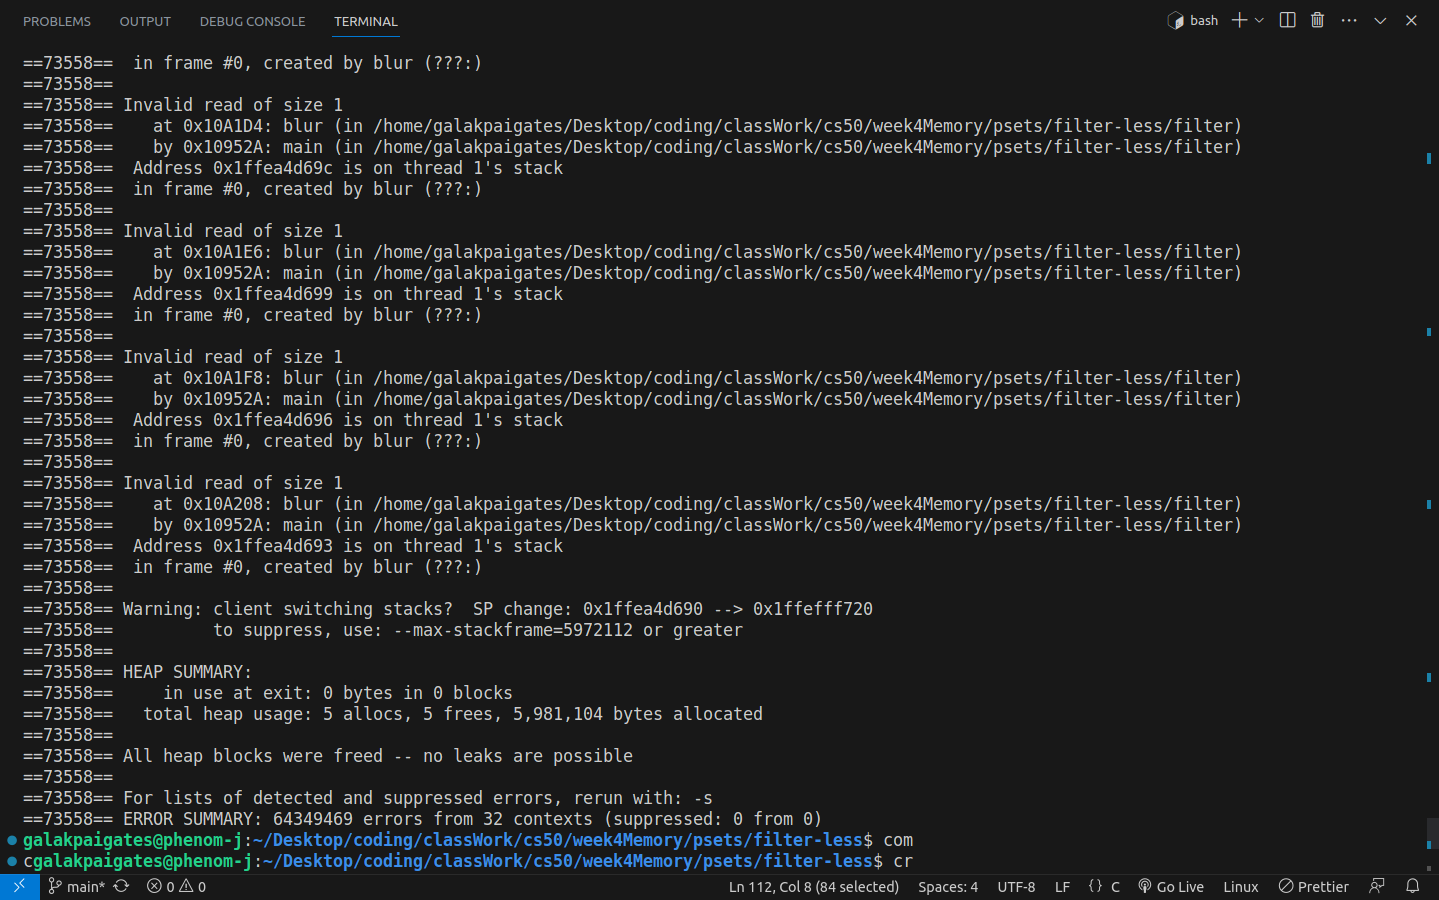 PROBLEMS OUTPUT DEBUG CONSOLE TERMINAL bash
==73558==  in frame #0, created by blur (???:)
==73558==
==73558== Invalid read of size 1
==73558==    at 0x10A1D4: blur (in /home/galakpaigates/Desktop/coding/classWork/cs50/week4Memory/psets/filter-less/filter)
==73558==    by 0x10952A: main (in /home/galakpaigates/Desktop/coding/classWork/cs50/week4Memory/psets/filter-less/filter)
==73558==  Address 0x1ffea4d69c is on thread 1's stack
==73558==  in frame #0, created by blur (???:)
==73558==
==73558== Invalid read of size 1
==73558==    at 0x10A1E6: blur (in /home/galakpaigates/Desktop/coding/classWork/cs50/week4Memory/psets/filter-less/filter)
==73558==    by 0x10952A: main (in /home/galakpaigates/Desktop/coding/classWork/cs50/week4Memory/psets/filter-less/filter)
==73558==  Address 0x1ffea4d699 is on thread 1's stack
==73558==  in frame #0, created by blur (???:)
==73558==
==73558== Invalid read of size 1
==73558==    at 0x10A1F8: blur (in /home/galakpaigates/Desktop/coding/classWork/cs50/week4Memory/psets/filter-less/filter)
==73558==    by 0x10952A: main (in /home/galakpaigates/Desktop/coding/classWork/cs50/week4Memory/psets/filter-less/filter)
==73558==  Address 0x1ffea4d696 is on thread 1's stack
==73558==  in frame #0, created by blur (???:)
==73558==
==73558== Invalid read of size 1
==73558==    at 0x10A208: blur (in /home/galakpaigates/Desktop/coding/classWork/cs50/week4Memory/psets/filter-less/filter)
==73558==    by 0x10952A: main (in /home/galakpaigates/Desktop/coding/classWork/cs50/week4Memory/psets/filter-less/filter)
==73558==  Address 0x1ffea4d693 is on thread 1's stack
==73558==  in frame #0, created by blur (???:)
==73558==
==73558== Warning: client switching stacks?  SP change: 0x1ffea4d690 --> 0x1ffefff720
==73558==          to suppress, use: --max-stackframe=5972112 or greater
==73558==
==73558== HEAP SUMMARY:
==73558==     in use at exit: 0 bytes in 0 blocks
==73558==   total heap usage: 5 allocs, 5 frees, 5,981,104 bytes allocated
==73558==
==73558== All heap blocks were freed -- no leaks are possible
==73558==
==73558== For lists of detected and suppressed errors, rerun with: -s
==73558== ERROR SUMMARY: 64349469 errors from 32 contexts (suppressed: 0 from 0)
galakpaigates@phenom-j:~/Desktop/coding/classWork/cs50/week4Memory/psets/filter-less$ com
cgalakpaigates@phenom-j:~/Desktop/coding/classWork/cs50/week4Memory/psets/filter-less$ cr
main* 0 0 Ln 112, Col 8 (84 selected) Spaces: 4 UTF-8 LF {} C Go Live Linux Prettier